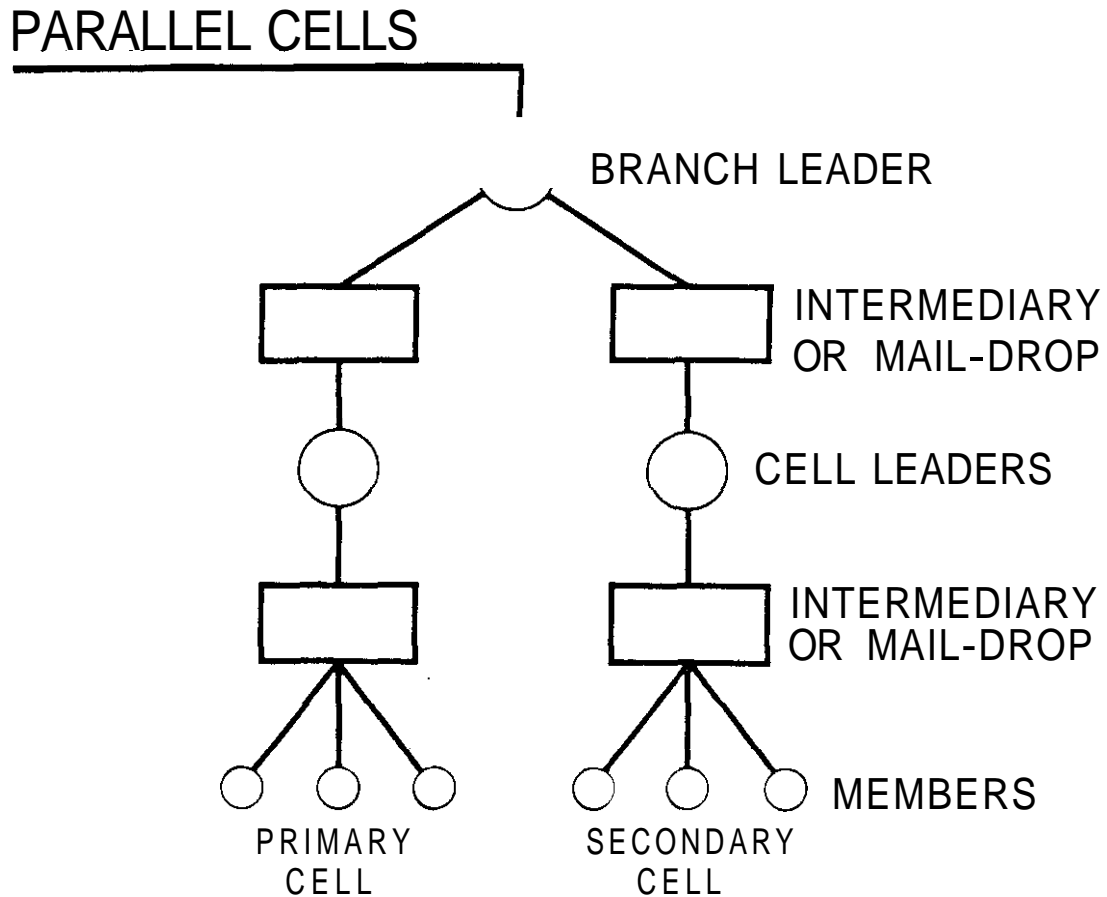 PARALLEL CELLS
BRANCH LEADER
INTERMEDIARY
OR MAIL-DROP
CELL LEADERS
INTERMEDIARY
OR MAIL-DROP
MEMBERS
PRIMARY
CELL
SECONDARY
CELL